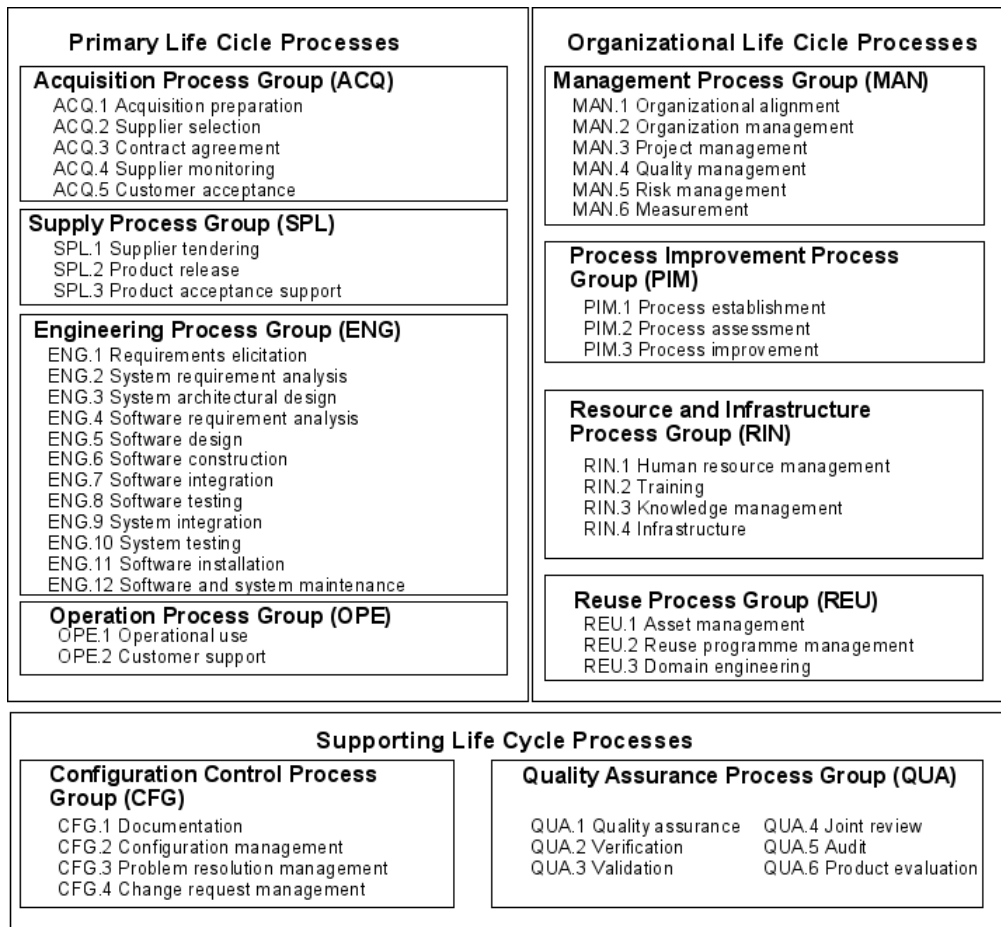 Primary Life Cicle Processes
Acquisition Process Group (ACQ)
ACQ.1 Acquisition preparation
ACQ.2 Supplier selection
ACQ.3 Contract agreement
ACQ.4 Supplier monitoring
ACQ.5 Customer acceptance
Supply Process Group (SPL)
SPL.1 Supplier tendering
SPL.2 Product release
SPL.3 Product acceptance support
Engineering Process Group (ENG)
ENG.1 Requirements elicitation
ENG.2 System requirement analysis
ENG.3 System architectural design
ENG.4 Software requirement analysis
ENG.5 Software design
ENG.6 Software construction
ENG.7 Software integration
ENG.8 Software testing
ENG.9 System integration
ENG.10 System testing
ENG.11 Software installation
ENG.12 Software and system maintenance
Operation Process Group (OPE)
OPE.1 Operational use
OPE.2 Customer support
Organizational Life Cicle Processes
Management Process Group (MAN)
MAN.1 Organizational alignment
MAN.2 Organization management
MAN.3 Project management
MAN.4 Quality management
MAN.5 Risk management
MAN.6 Measurement
Process Improvement Process
Group (PIM)
PIM.1 Process establishment
PIM.2 Process assessment
PIM.3 Process improvement
Resource and Infrastructure
Process Group (RIN)
RIN.1 Human resource management
RIN.2 Training
RIN.3 Knowledge management
RIN.4 Infrastructure
Reuse Process Group (REU)
REU.1 Asset management
REU.2 Reuse programme management
REU.3 Domain engineering
Supporting Life Cycle Processes
Configuration Control Process
Group (CFG)
CFG.1 Documentation
CFG.2 Configuration management
CFG.3 Problem resolution management
CFG.4 Change request management
Quality Assurance Process Group (QUA)
QUA.1 Quality assurance
QUA.2 Verification
QUA.3 Validation
QUA.4 Joint review
QUA.5 Audit
QUA.6 Product evaluation